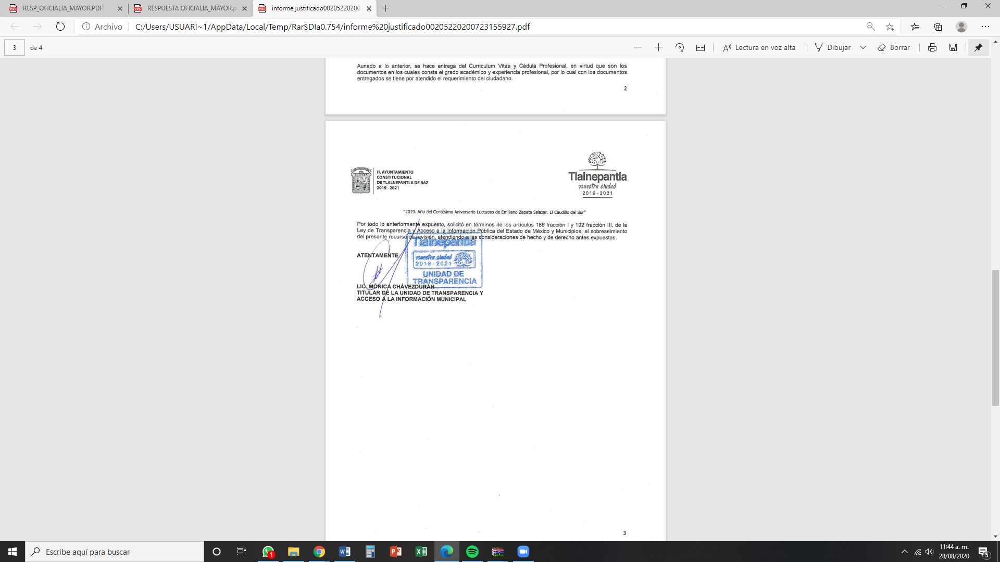 RESP_OFICIALIA_MAYOR.PDF
RESPUESTA OFICIALIA_MAYOR.p
informe justificado00205220200
Archivo
C:/Users/USUARI~1/AppData/Local/Temp/Rar$DIa0.754/informe%20justificado00205220200723155927.pdf
3 de 4
Lectura en voz alta
Dibujar
Borrar
Aunado a lo anterior, se hace entrega del Curriculum Vitae y Cédula Profesional, en virtud que son los
documentos en los cuales consta el grado académico y experiencia profesional, por lo cual con los documentos
entregados se tiene por atendido el requerimiento del ciudadano.
2
H. AYUNTAMIENTO
CONSTITUCIONAL
DE TLALNEPANTLA DE BAZ
2019 - 2021
Tlalnepantla
nuestra ciudad
2019-2021
"2019. Año del Centésimo Aniversario Luctuoso de Emiliano Zapata Salazar. El Caudillo del Sur"
Por todo lo anteriormente expuesto, solicitó en términos de los artículos 186 fracción I y 192 fracción III, de la
Ley de Transparencia y Acceso a la Información Pública del Estado de México y Municipios, el sobreseimiento
del presente recurso de revisión, atendiendo a las consideraciones de hecho y de derecho antes expuestas.
Tlalnepantla
nuestra ciudad
2019-2021
UNIDAD DE
TRANSPARENCIA
ATENTAMENTE
LIC. MÓNICA CHÁVEZDURÁN
TITULAR DE LA UNIDAD DE TRANSPARENCIA Y
ACCESO A LA INFORMACIÓN MUNICIPAL
3
Escribe aquí para buscar
1
11:44 a. m.
28/08/2020
5